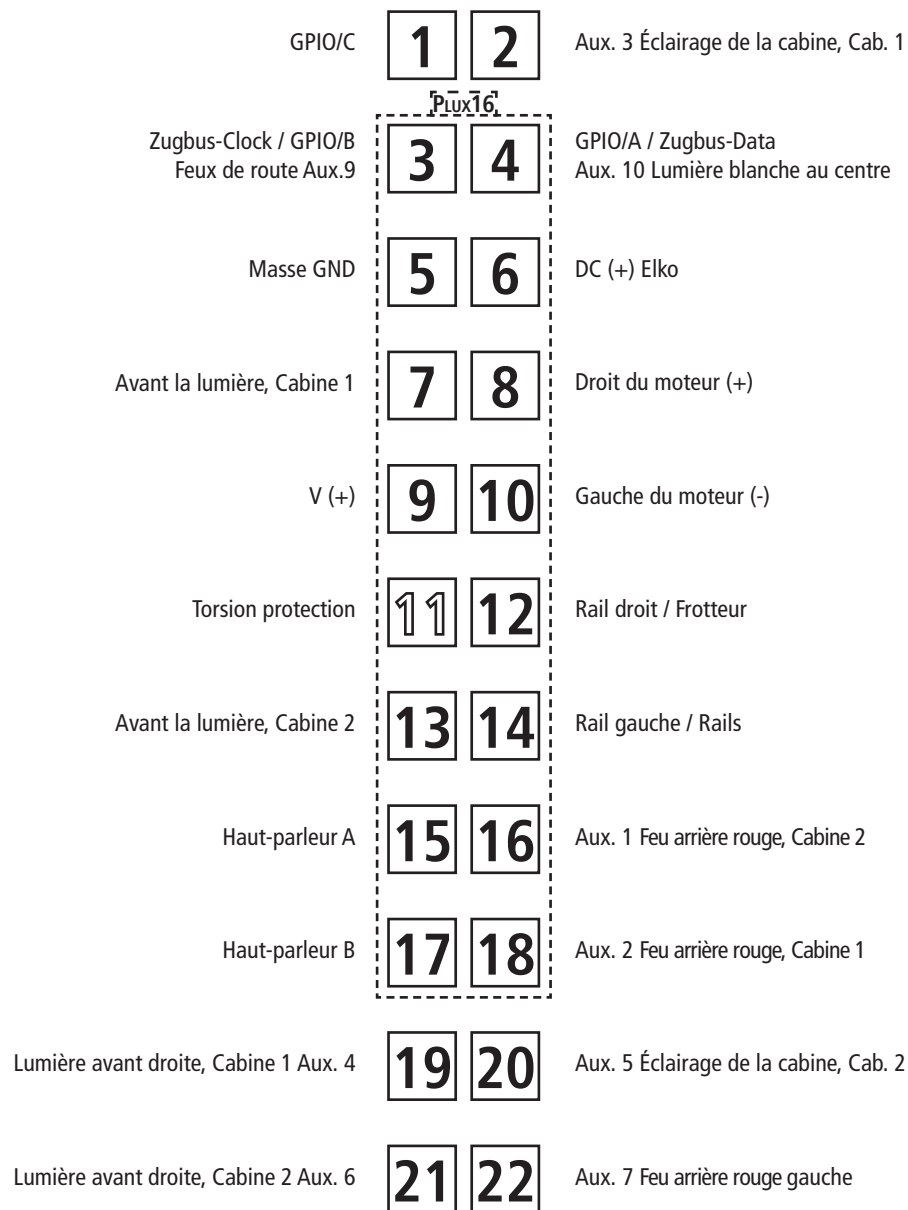 GPIO/C 1 2 Aux. 3 Éclairage de la cabine, Cab. 1
PLUX16
Zugbus-Clock / GPIO/B 3 4 GPIO/A / Zugbus-Data
Feux de route Aux.9 Aux. 10 Lumière blanche au centre
Masse GND 5 6 DC (+) Elko
Avant la lumière, Cabine 1 7 8 Droit du moteur (+)
V (+) 9 10 Gauche du moteur (-)
Torsion protection 11 12 Rail droit / Frotteur
Avant la lumière, Cabine 2 13 14 Rail gauche / Rails
Haut-parleur A 15 16 Aux. 1 Feu arrière rouge, Cabine 2
Haut-parleur B 17 18 Aux. 2 Feu arrière rouge, Cabine 1
Lumière avant droite, Cabine 1 Aux. 4 19 20 Aux. 5 Éclairage de la cabine, Cab. 2
Lumière avant droite, Cabine 2 Aux. 6 21 22 Aux. 7 Feu arrière rouge gauche